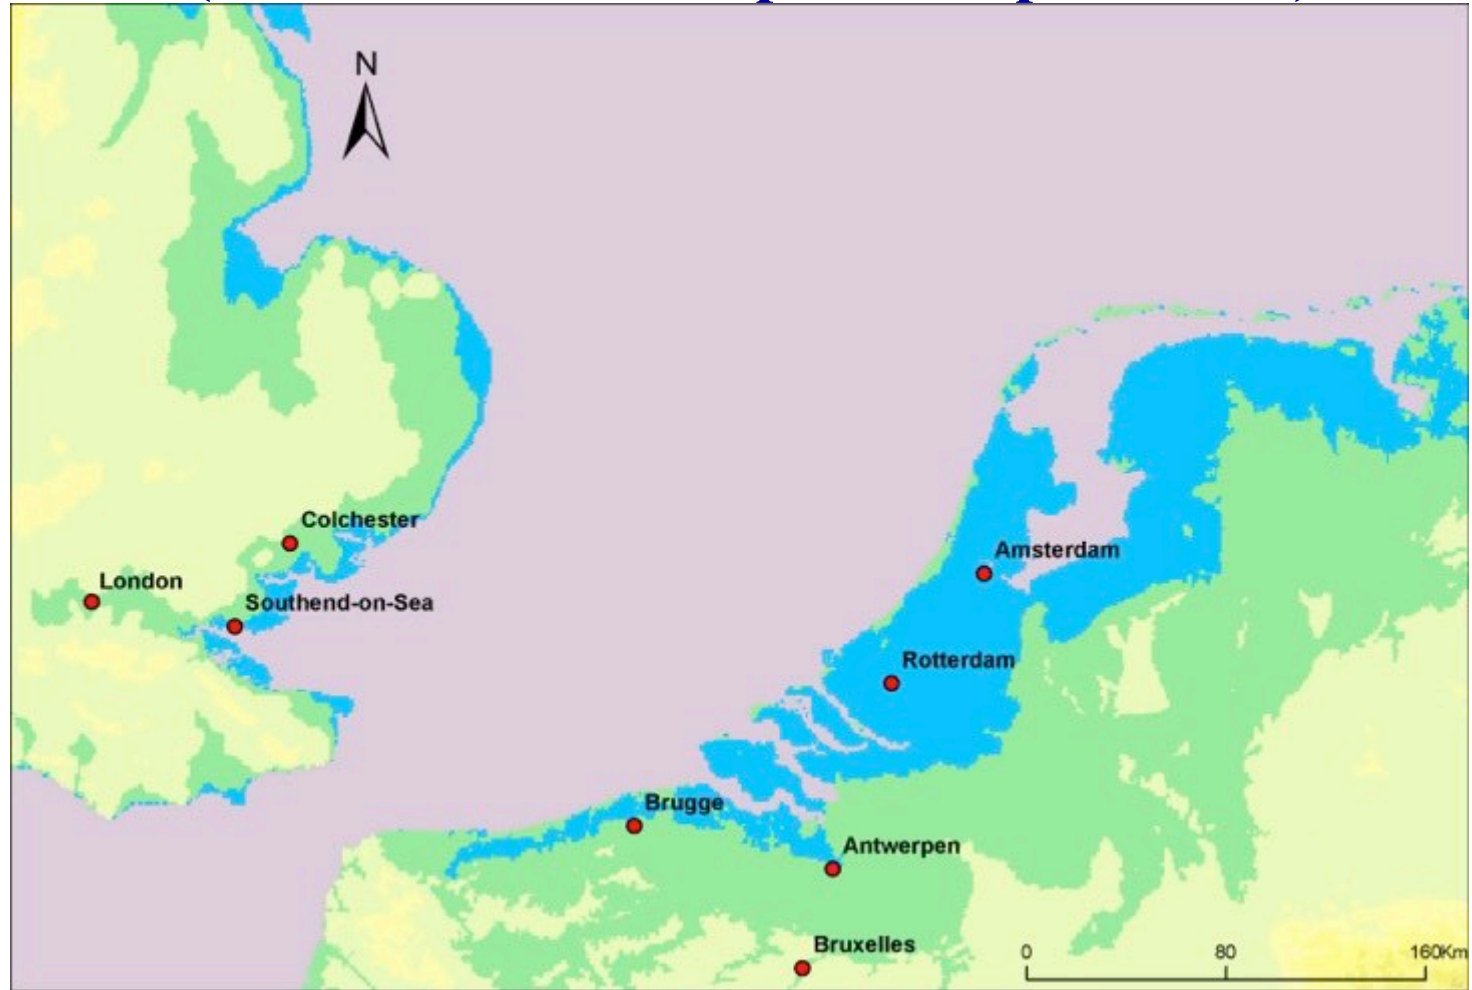 N
Colchester
London
Southend-on-Sea
Amsterdam
Rotterdam
Brugge
Antwerpen
Bruxelles
0 80 160Km